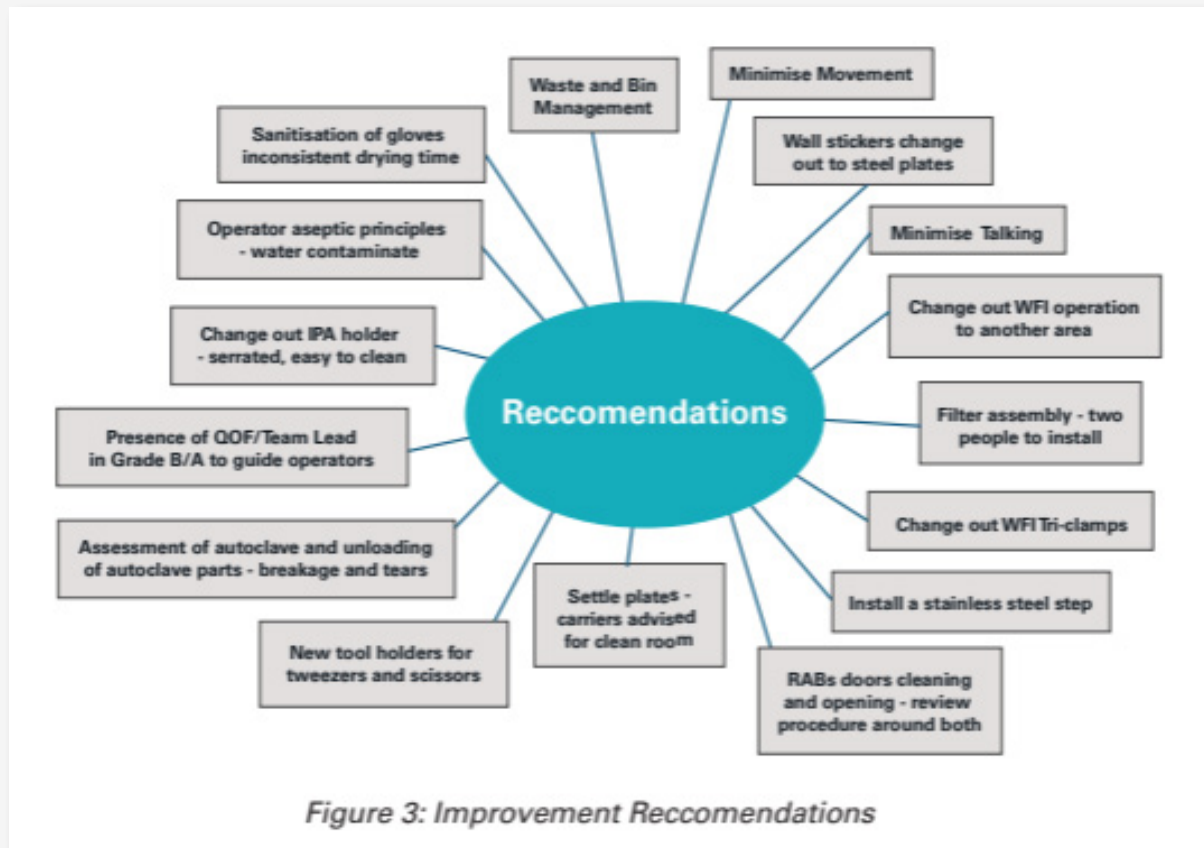 Waste and Bin
Management
Minimise Movement
Sanitisation of gloves
inconsistent drying time
Wall stickers change
out to steel plates
Operator aseptic principles
- water contaminate
Minimise Talking
Change out IPA holder
- serrated, easy to clean
Change out WFI operation
to another area
Reccomendations
Presence of QOF/Team Lead
in Grade B/A to guide operators
Filter assembly - two
people to install
Assessment of autoclave and unloading
of autoclave parts - breakage and tears
Change out WFI Tri-clamps
Settle plates -
carriers advised
for clean room
Install a stainless steel step
New tool holders for
tweezers and scissors
RABs doors cleaning
and opening - review
procedure around both
Figure 3: Improvement Reccomendations